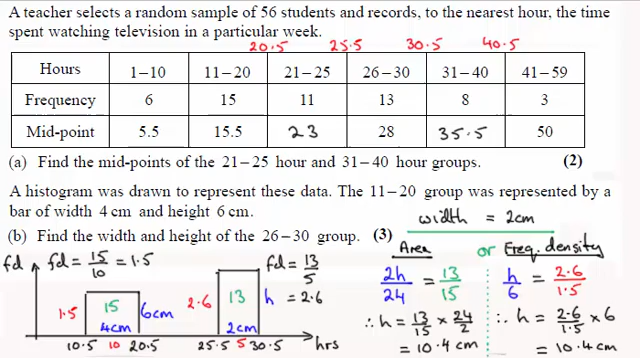 A teacher selects a random sample of 56 students and records, to the nearest hour, the time
spent watching television in a particular week.
20.5 25.5 30.5 40.5
Hours 1–10 11–20 21–25 26–30 31–40 41–59
Frequency 6 15 11 13 8 3
Mid-point 5.5 15.5 23 28 35.5 50
(a) Find the mid-points of the 21–25 hour and 31–40 hour groups. (2)
A histogram was drawn to represent these data. The 11–20 group was represented by a
bar of width 4 cm and height 6 cm.
width = 2cm
(b) Find the width and height of the 26–30 group. (3)
fd fd = 15/10 = 1.5
fd = 13/5
= 2.6
1.5 15 6cm 4cm
2.6 13 h 2cm
10.5 10 20.5 25.5 5 30.5 hrs
Area
2h/24 = 13/15
∴ h = 13/15 × 24/2
= 10.4 cm
or Freq. density
h/6 = 2.6/1.5
∴ h = 2.6/1.5 × 6
= 10.4 cm